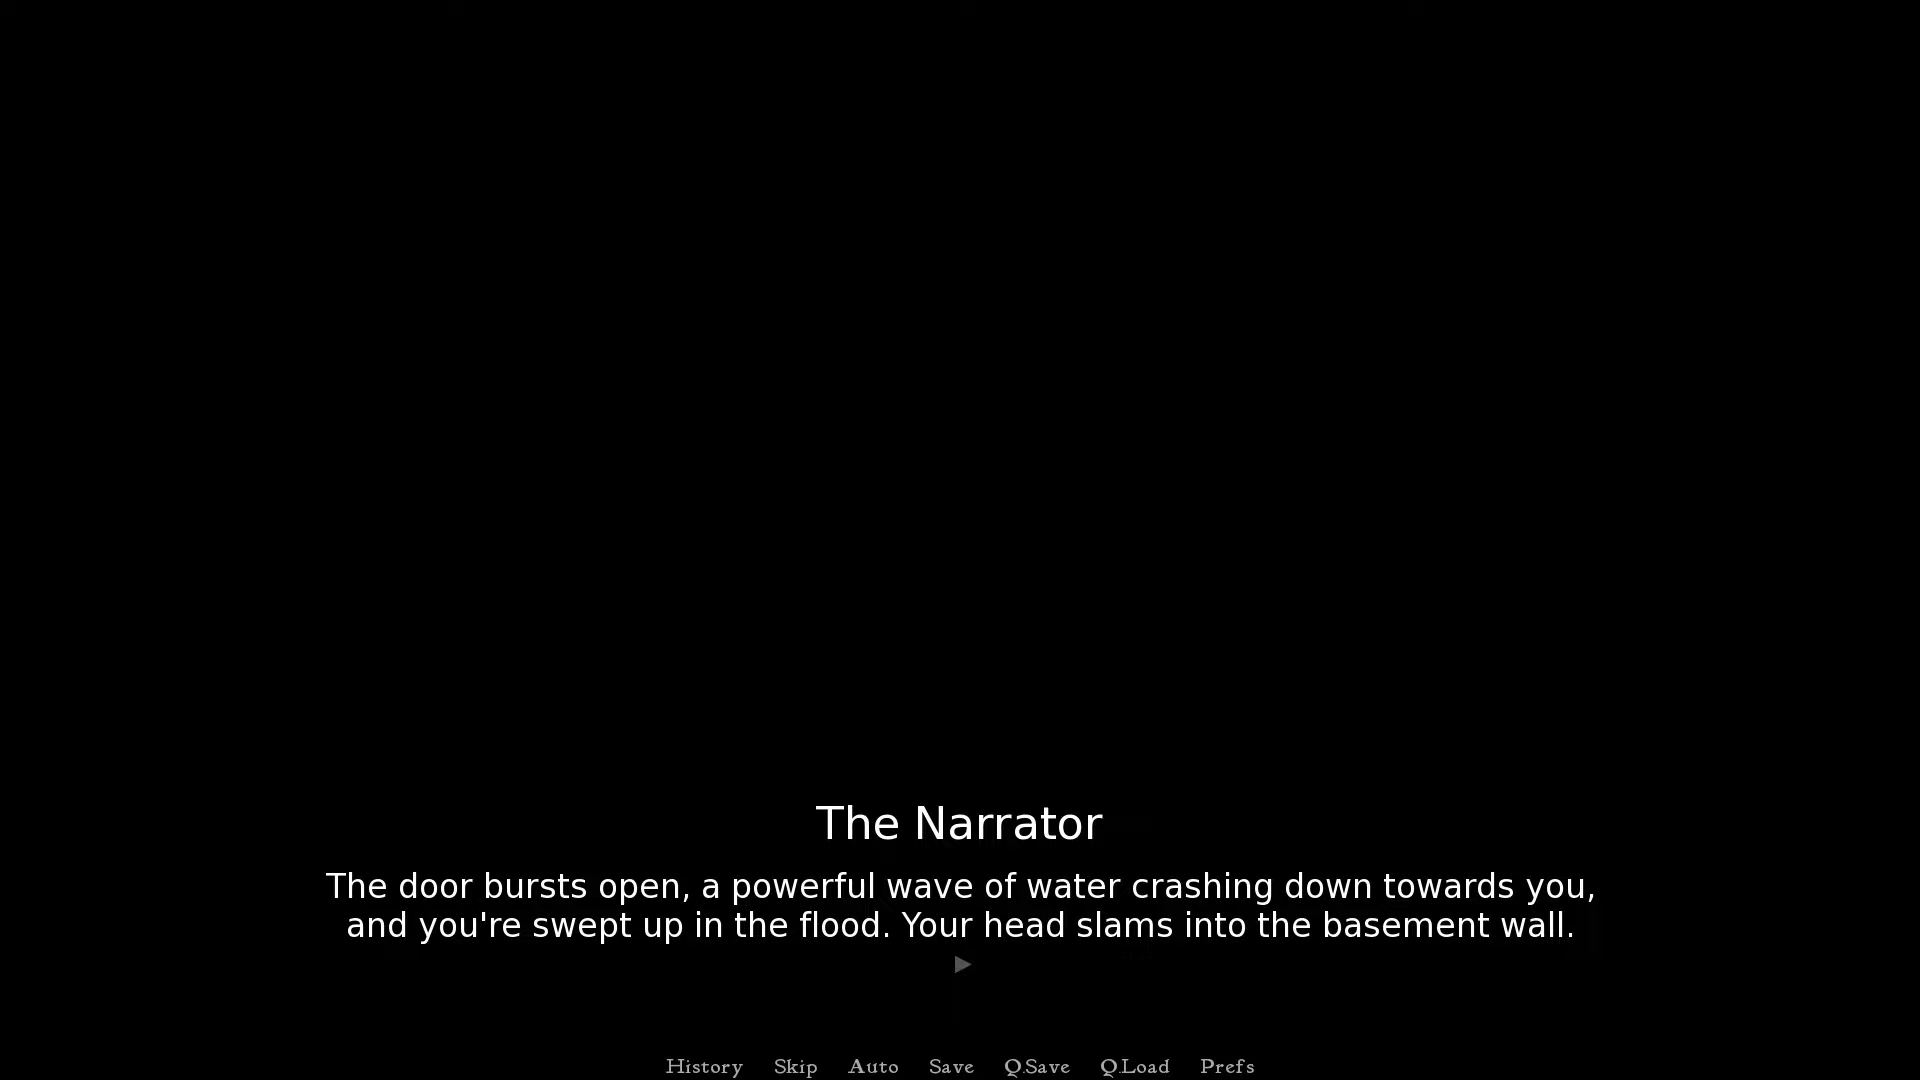 The Narrator
The door bursts open, a powerful wave of water crashing down towards you,
and you're swept up in the flood. Your head slams into the basement wall.
History Skip Auto Save Q.Save Q.Load Prefs